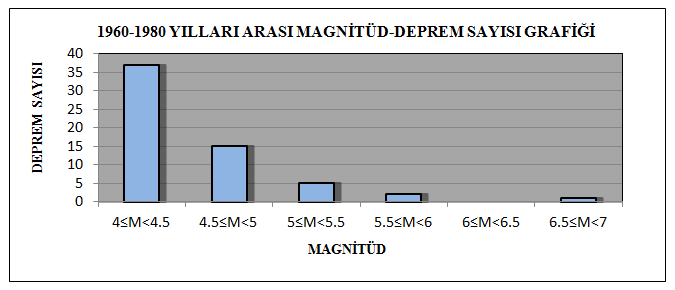 1960-1980 YILLARI ARASI MAGNİTÜD-DEPREM SAYISI GRAFİĞİ
DEPREM SAYISI
40
35
30
25
20
15
10
5
0
4≤M<4.5 4.5≤M<5 5≤M<5.5 5.5≤M<6 6≤M<6.5 6.5≤M<7
MAGNİTÜD